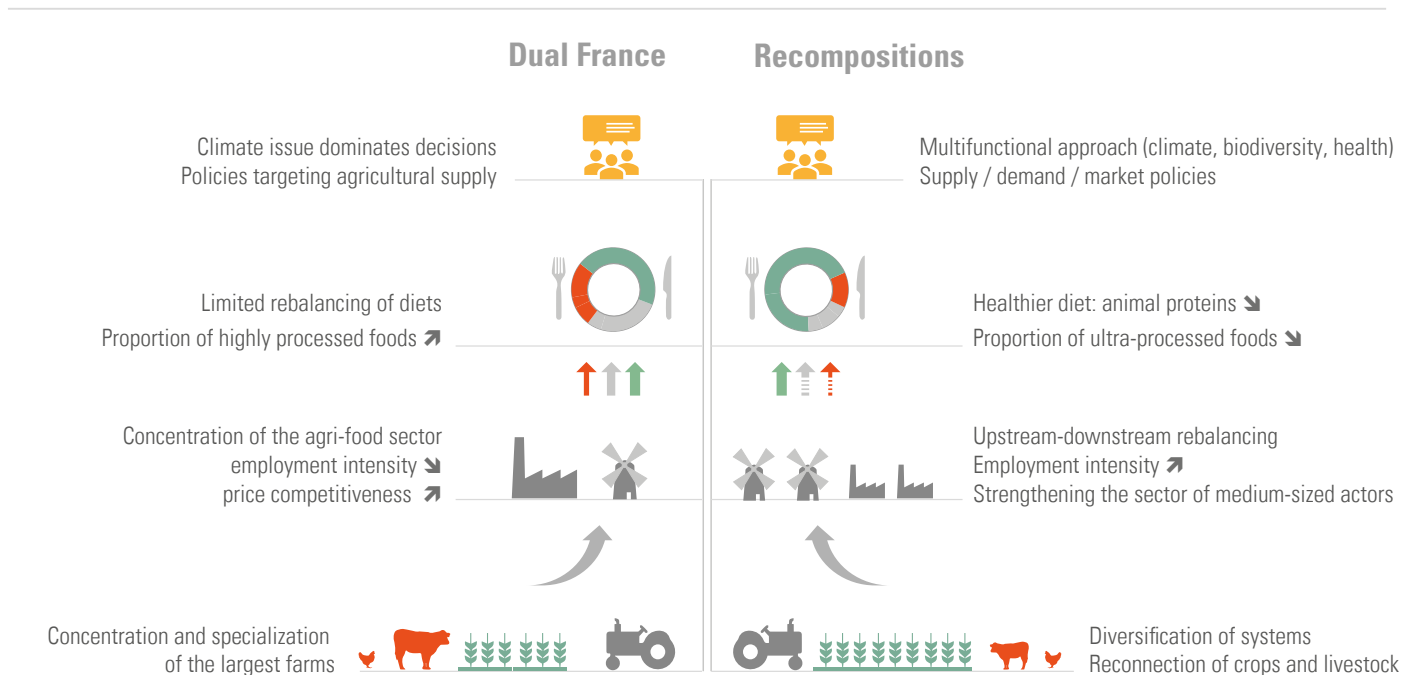 Dual France
Recompositions
Climate issue dominates decisions
Policies targeting agricultural supply
Multifunctional approach (climate, biodiversity, health)
Supply / demand / market policies
Limited rebalancing of diets
Proportion of highly processed foods ↗
Healthier diet: animal proteins ↘
Proportion of ultra-processed foods ↘
Concentration of the agri-food sector
employment intensity ↘
price competitiveness ↗
Upstream-downstream rebalancing
Employment intensity ↗
Strengthening the sector of medium-sized actors
Concentration and specialization
of the largest farms
Diversification of systems
Reconnection of crops and livestock